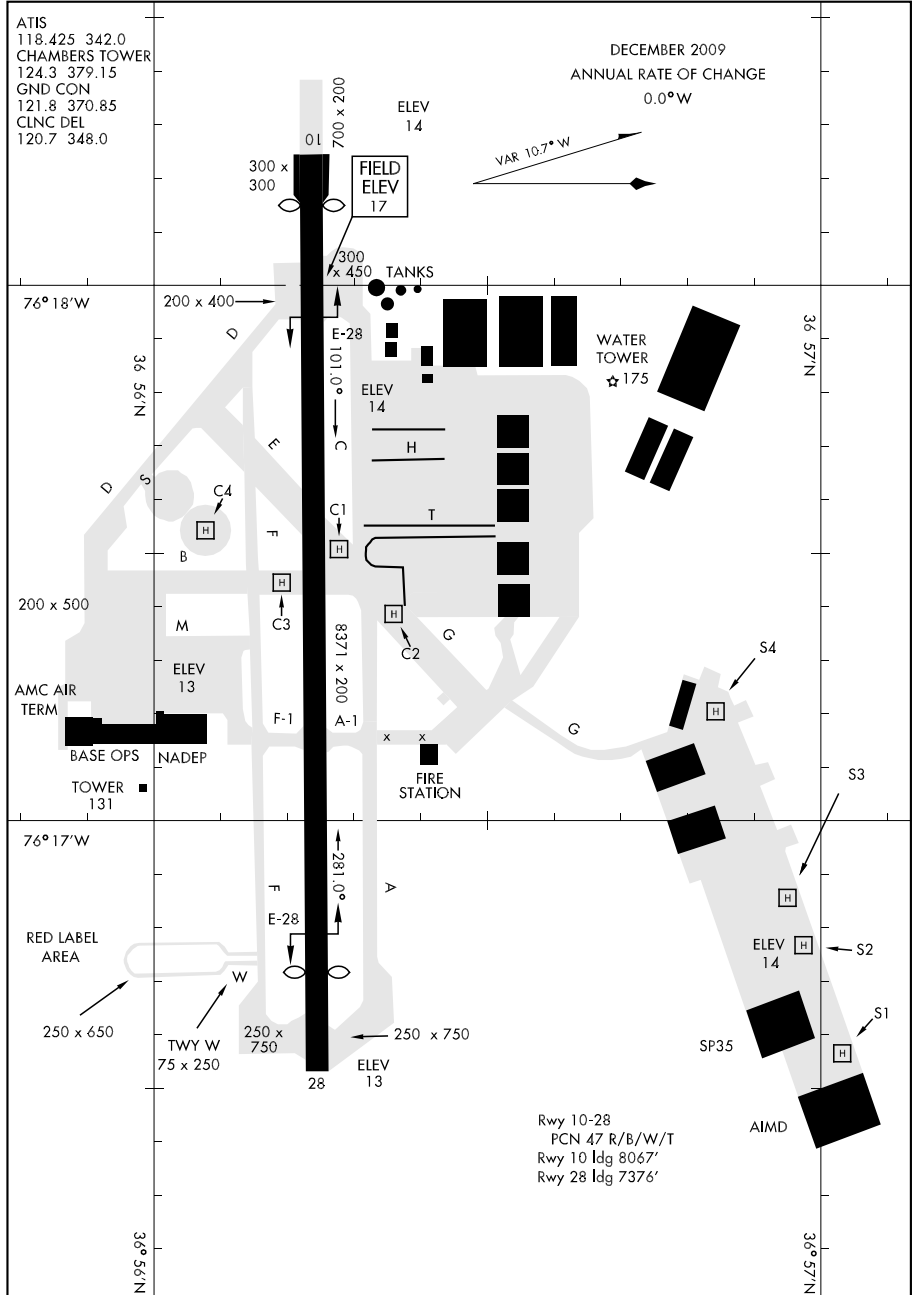 ATIS
118.425 342.0
CHAMBERS TOWER
124.3 379.15
GND CON
121.8 370.85
CLNC DEL
120.7 348.0
DECEMBER 2009
ANNUAL RATE OF CHANGE
0.0° W
VAR 10.7° W
ELEV
14
700 x 200
10
300 x
300
FIELD
ELEV
17
300
x 450
TANKS
76° 18'W
200 x 400
D
E-28
101.0°
36 56'N
36 57'N
WATER
TOWER
175
ELEV
14
E
C
H
D
S
C4
H
C1
H
T
F
B
H
C3
200 x 500
H
C2
M
8371 x 200
G
S4
H
ELEV
13
AMC AIR
TERM
F-1
A-1
G
x x
BASE OPS
NADEP
FIRE
STATION
TOWER
131
S3
76° 17'W
281.0°
F
A
H
E-28
RED LABEL
AREA
ELEV
14
H
S2
W
250 x 650
TWY W
75 x 250
250 x
750
250 x 750
S1
SP35
H
ELEV
13
28
Rwy 10-28
PCN 47 R/B/W/T
Rwy 10 ldg 8067'
Rwy 28 ldg 7376'
AIMD
36° 56'N
36° 57'N